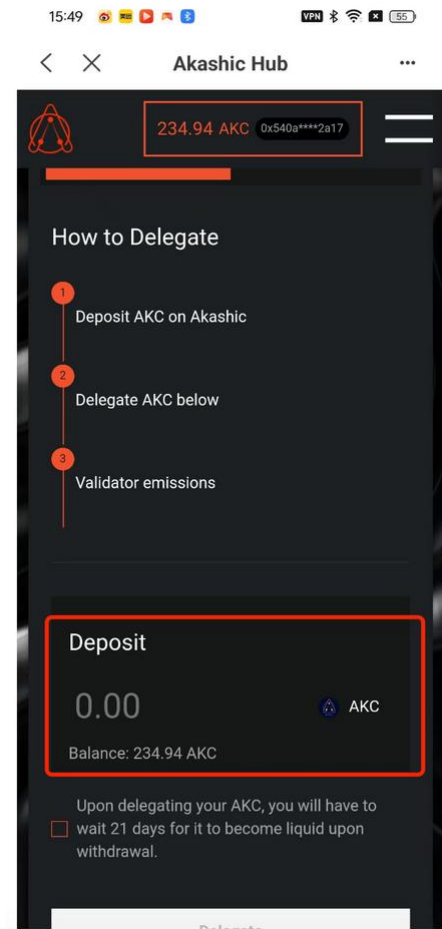 15:49
VPN
55
Akashic Hub
234.94 AKC 0x540a****2a17
How to Delegate
1
Deposit AKC on Akashic
2
Delegate AKC below
3
Validator emissions
Deposit
0.00 AKC
Balance: 234.94 AKC
Upon delegating your AKC, you will have to
wait 21 days for it to become liquid upon
withdrawal.
Delegate